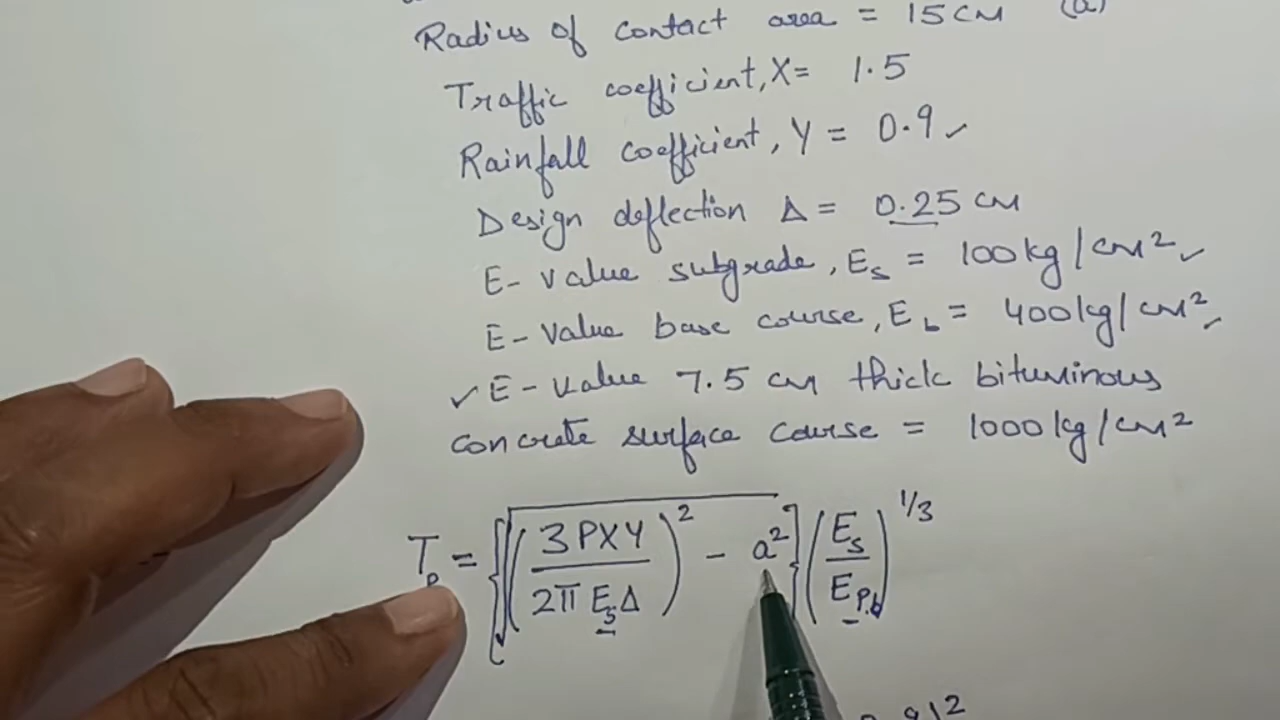 Radius of contact area = 15 cm (a)
Traffic coefficient, X = 1.5
Rainfall coefficient, Y = 0.9 ✓
Design deflection Δ = 0.25 cm
E- value subgrade, Es = 100 kg/cm² ✓
E- Value base course, Eb = 400 kg/cm² ✓
✓ E- value 7.5 cm thick bituminous
concrete surface course = 1000 kg/cm²
Tp = {√[(3PXY / 2π Es Δ)² - a²]} (Es / Ep.b)^1/3